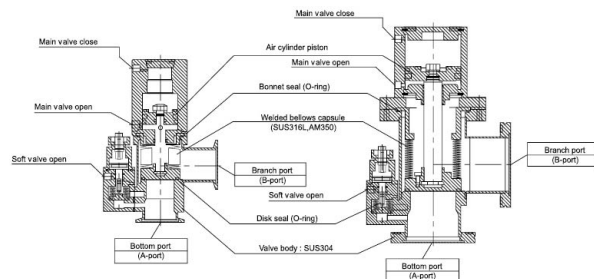 Main valve close
Main valve close
Air cylinder piston
Main valve open
Bonnet seal (O-ring)
Main valve open
Welded bellows capsule
(SUS316L,AM350)
Soft valve open
Branch port
(B-port)
Branch port
(B-port)
Soft valve open
Disk seal (O-ring)
Bottom port
(A-port)
Valve body : SUS304
Bottom port
(A-port)